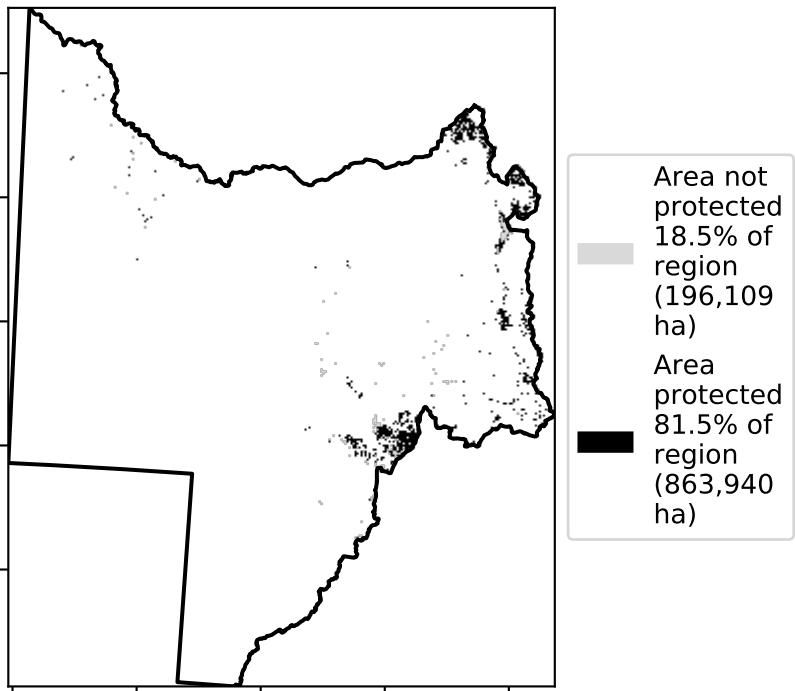 Area not
protected
18.5% of
region
(196,109
ha)
Area
protected
81.5% of
region
(863,940
ha)